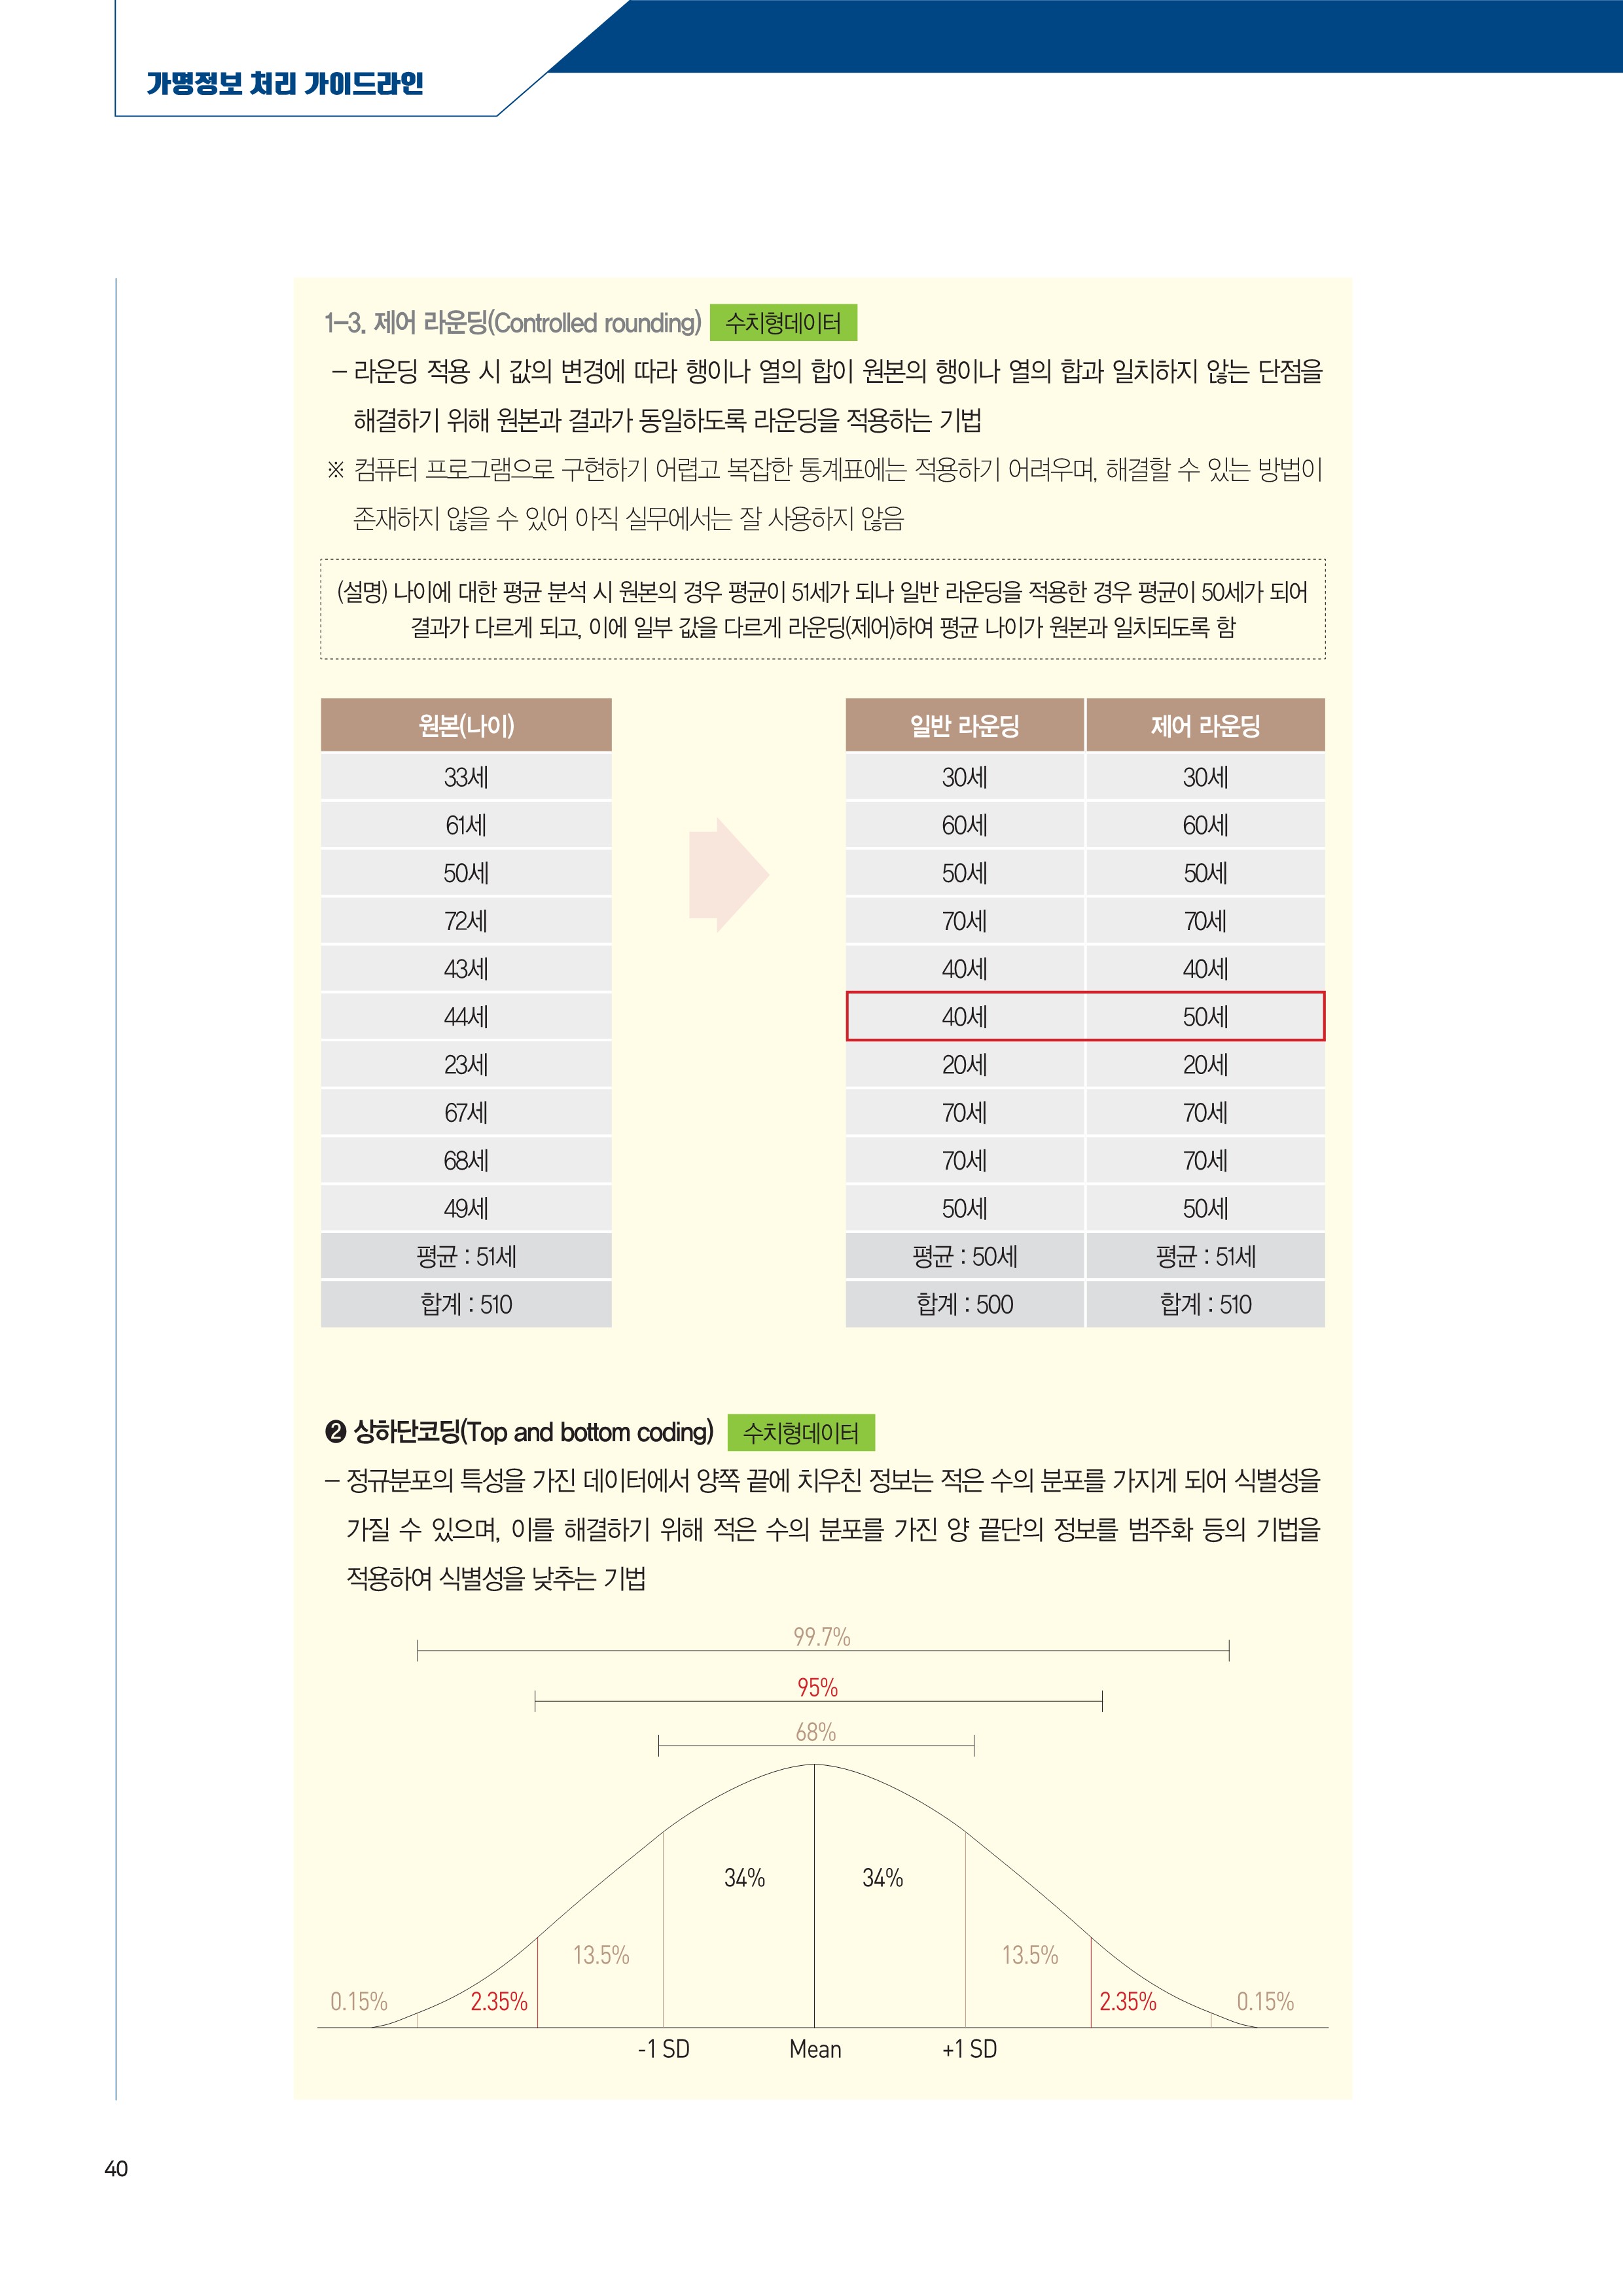 가명정보 처리 가이드라인
1-3. 제어 라운딩(Controlled rounding) 수치형데이터
– 라운딩 적용 시 값의 변경에 따라 행이나 열의 합이 원본의 행이나 열의 합과 일치하지 않는 단점을
해결하기 위해 원본과 결과가 동일하도록 라운딩을 적용하는 기법
※ 컴퓨터 프로그램으로 구현하기 어렵고 복잡한 통계표에는 적용하기 어려우며, 해결할 수 있는 방법이
존재하지 않을 수 있어 아직 실무에서는 잘 사용하지 않음
(설명) 나이에 대한 평균 분석 시 원본의 경우 평균이 51세가 되나 일반 라운딩을 적용한 경우 평균이 50세가 되어
결과가 다르게 되고, 이에 일부 값을 다르게 라운딩(제어)하여 평균 나이가 원본과 일치되도록 함
원본(나이) 일반 라운딩 제어 라운딩
33세 30세 30세
61세 60세 60세
50세 50세 50세
72세 70세 70세
43세 40세 40세
44세 40세 50세
23세 20세 20세
67세 70세 70세
68세 70세 70세
49세 50세 50세
평균 : 51세 평균 : 50세 평균 : 51세
합계 : 510 합계 : 500 합계 : 510
❷ 상하단코딩(Top and bottom coding) 수치형데이터
– 정규분포의 특성을 가진 데이터에서 양쪽 끝에 치우친 정보는 적은 수의 분포를 가지게 되어 식별성을
가질 수 있으며, 이를 해결하기 위해 적은 수의 분포를 가진 양 끝단의 정보를 범주화 등의 기법을
적용하여 식별성을 낮추는 기법
99.7%
95%
68%
34% 34%
13.5% 13.5%
0.15% 2.35% 2.35% 0.15%
-1 SD Mean +1 SD
40